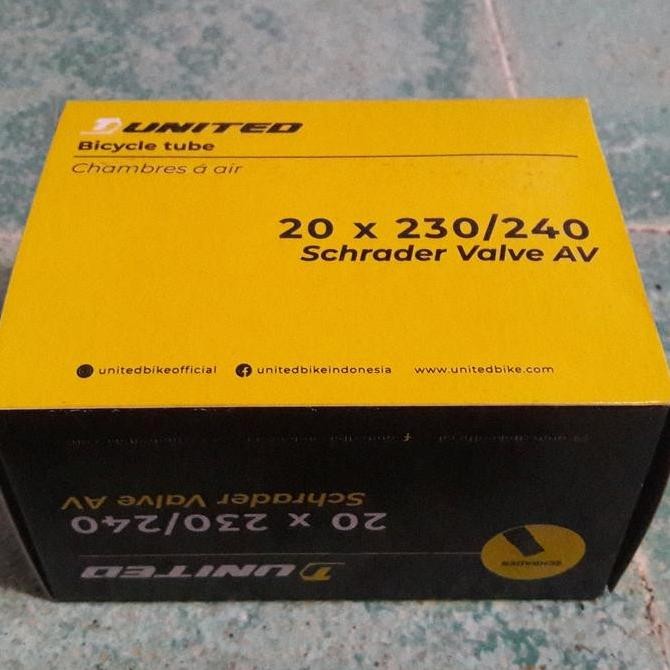 UNITED
Bicycle tube
Chambres á air
20 x 230/240
Schrader Valve AV
unitedbikeofficial unitedbikeindonesia www.unitedbike.com
UNITED
20 x 230/240
Schrader Valve AV
SCHRADER